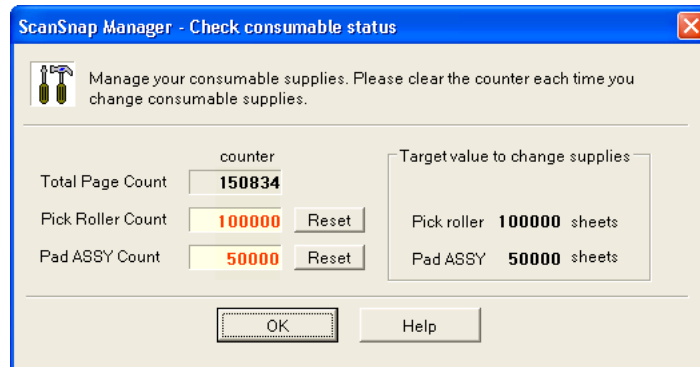 ScanSnap Manager - Check consumable status
Manage your consumable supplies. Please clear the counter each time you
change consumable supplies.
counter
Total Page Count 150834
Pick Roller Count 100000 Reset
Pad ASSY Count 50000 Reset
Target value to change supplies
Pick roller 100000 sheets
Pad ASSY 50000 sheets
OK Help